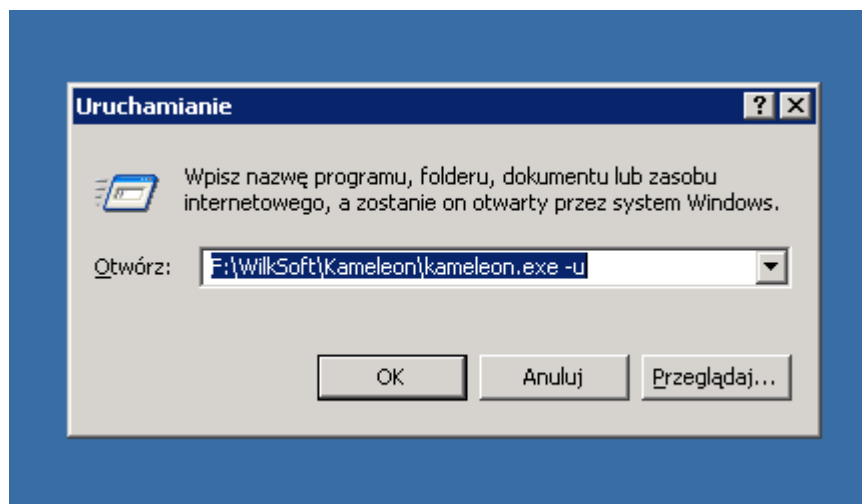 Uruchamianie
Wpisz nazwę programu, folderu, dokumentu lub zasobu
internetowego, a zostanie on otwarty przez system Windows.
Otwórz: F:\WilkSoft\Kameleon\kameleon.exe -u
OK Anuluj Przeglądaj...